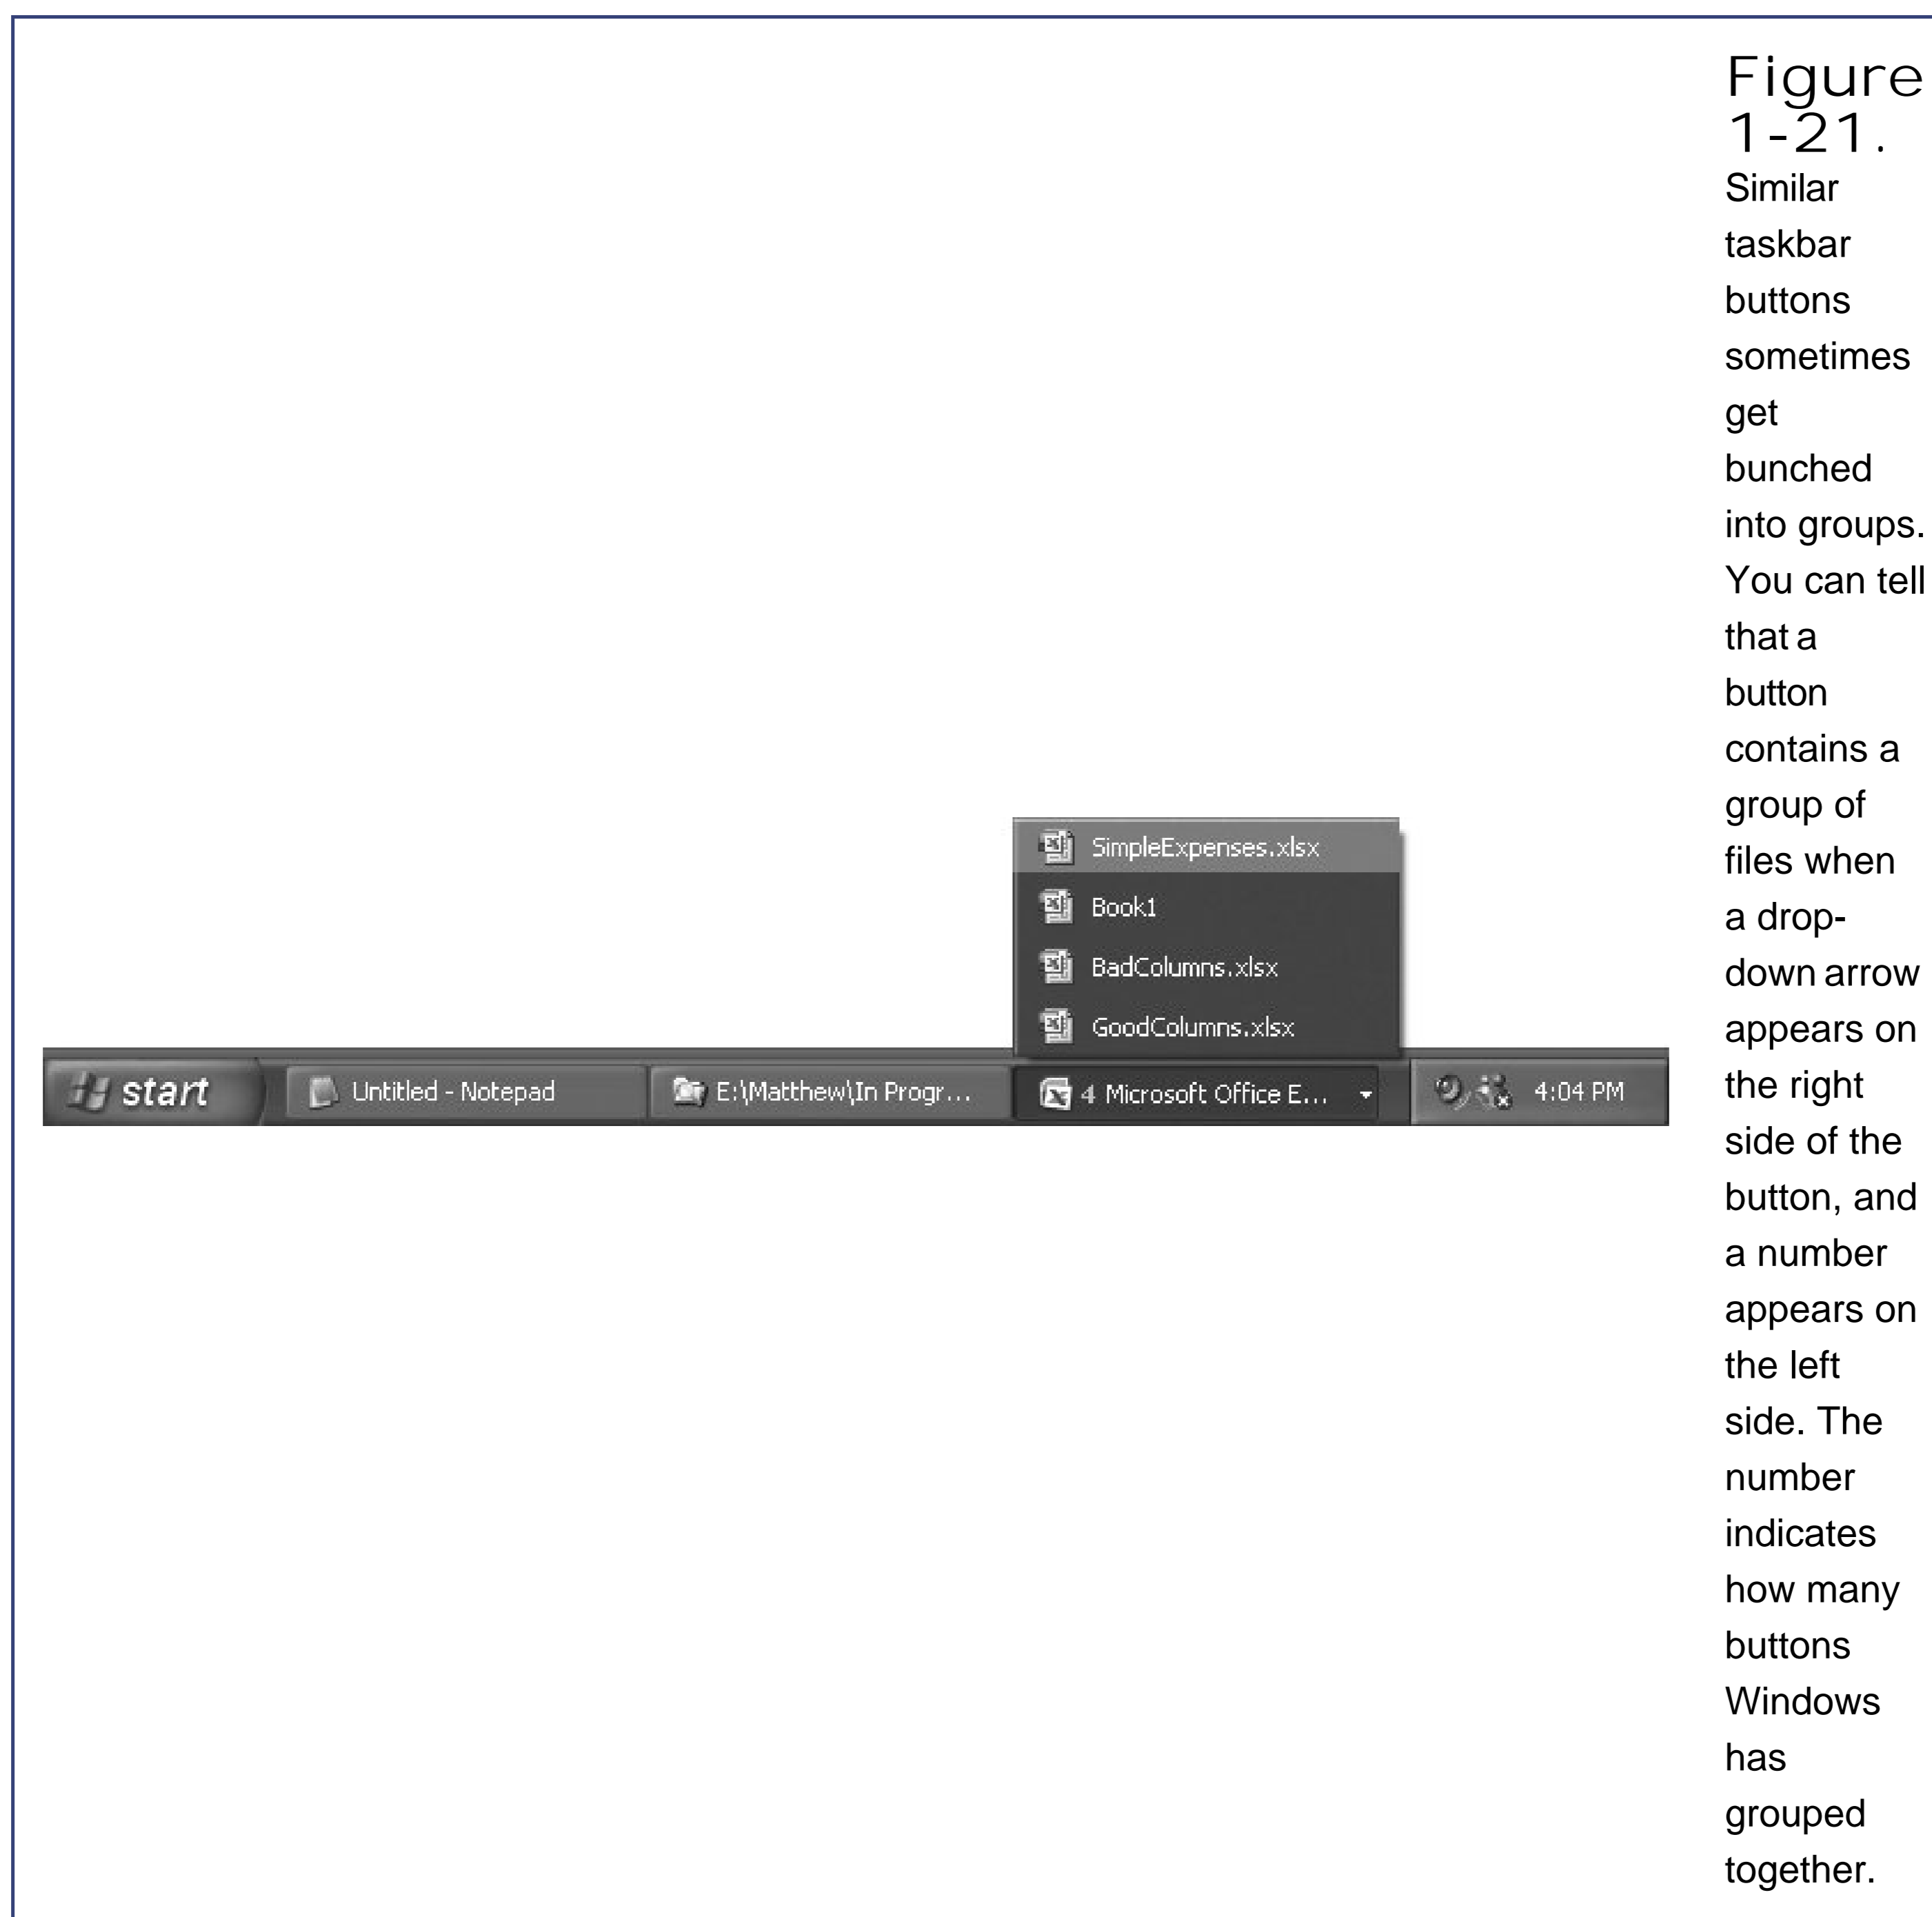 Figure
1-21.
Similar
taskbar
buttons
sometimes
get
bunched
into groups.
You can tell
that a
button
contains a
group of
files when
a drop-
down arrow
appears on
the right
side of the
button, and
a number
appears on
the left
side. The
number
indicates
how many
buttons
Windows
has
grouped
together.
SimpleExpenses.xlsx
Book1
BadColumns.xlsx
GoodColumns.xlsx
start Untitled - Notepad E:\Matthew\In Progr... 4 Microsoft Office E... 4:04 PM